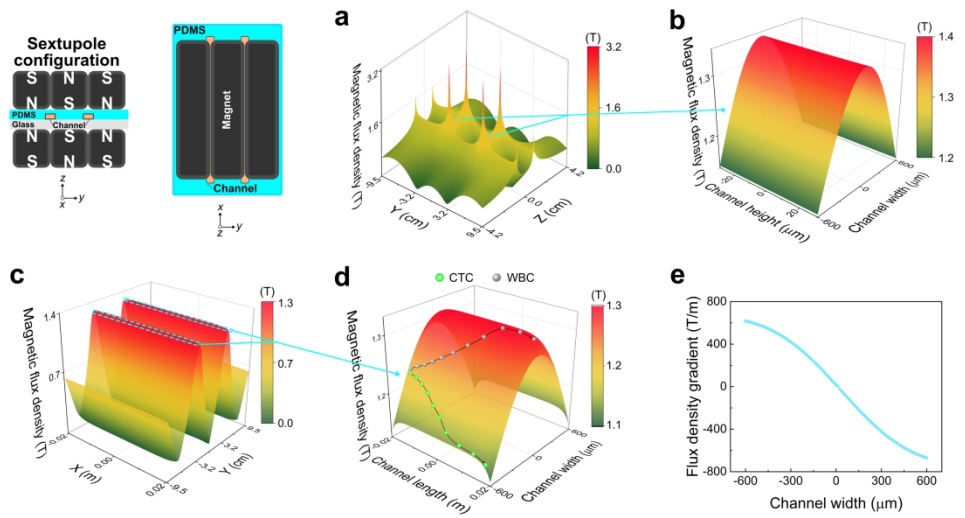 Sextupole
configuration
S N S
N S N
PDMS
Channel
Glass
N S N
S N S
z
x
y
PDMS
Magnet
Channel
x
z
y
a
Magnetic flux density (T)
3.2
1.6
-9.5
-3.2
3.2
9.5
Y (cm)
-4.2
0.0
4.2
Z (cm)
(T)
3.2
1.6
0.0
b
Magnetic flux density (T)
1.3
1.2
-20
0
20
Channel height (μm)
-600
0
600
Channel width (μm)
(T)
1.4
1.3
1.2
c
Magnetic flux density (T)
1.4
0.7
-0.02
0.00
0.02
X (m)
-9.5
-3.2
3.2
9.5
Y (cm)
(T)
1.3
0.7
0.0
d
CTC
WBC
Magnetic flux density (T)
1.3
1.2
-0.02
0.00
0.02
Channel length (m)
-600
0
600
Channel width (μm)
(T)
1.3
1.2
1.1
e
Flux density gradient (T/m)
800
400
0
-400
-800
-600
-300
0
300
600
Channel width (μm)